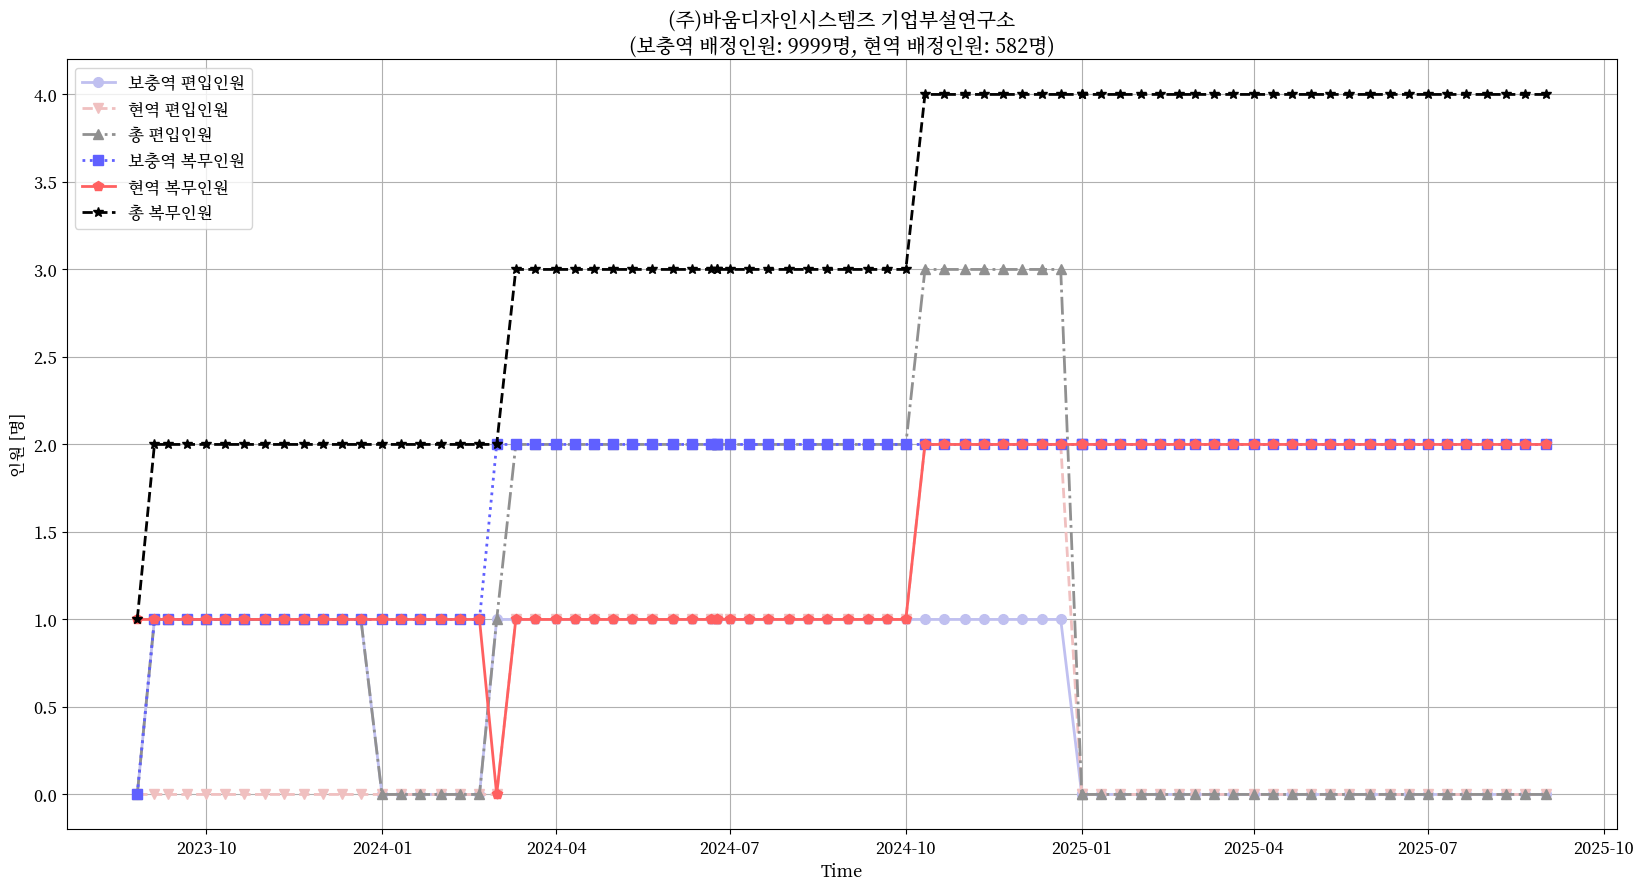 (주)바움디자인시스템즈 기업부설연구소
(보충역 배정인원: 9999명, 현역 배정인원: 582명)
보충역 편입인원
현역 편입인원
총 편입인원
보충역 복무인원
현역 복무인원
총 복무인원
4.0
3.5
3.0
2.5
2.0
1.5
1.0
0.5
0.0
인원 [명]
2023-10
2024-01
2024-04
2024-07
2024-10
2025-01
2025-04
2025-07
2025-10
Time